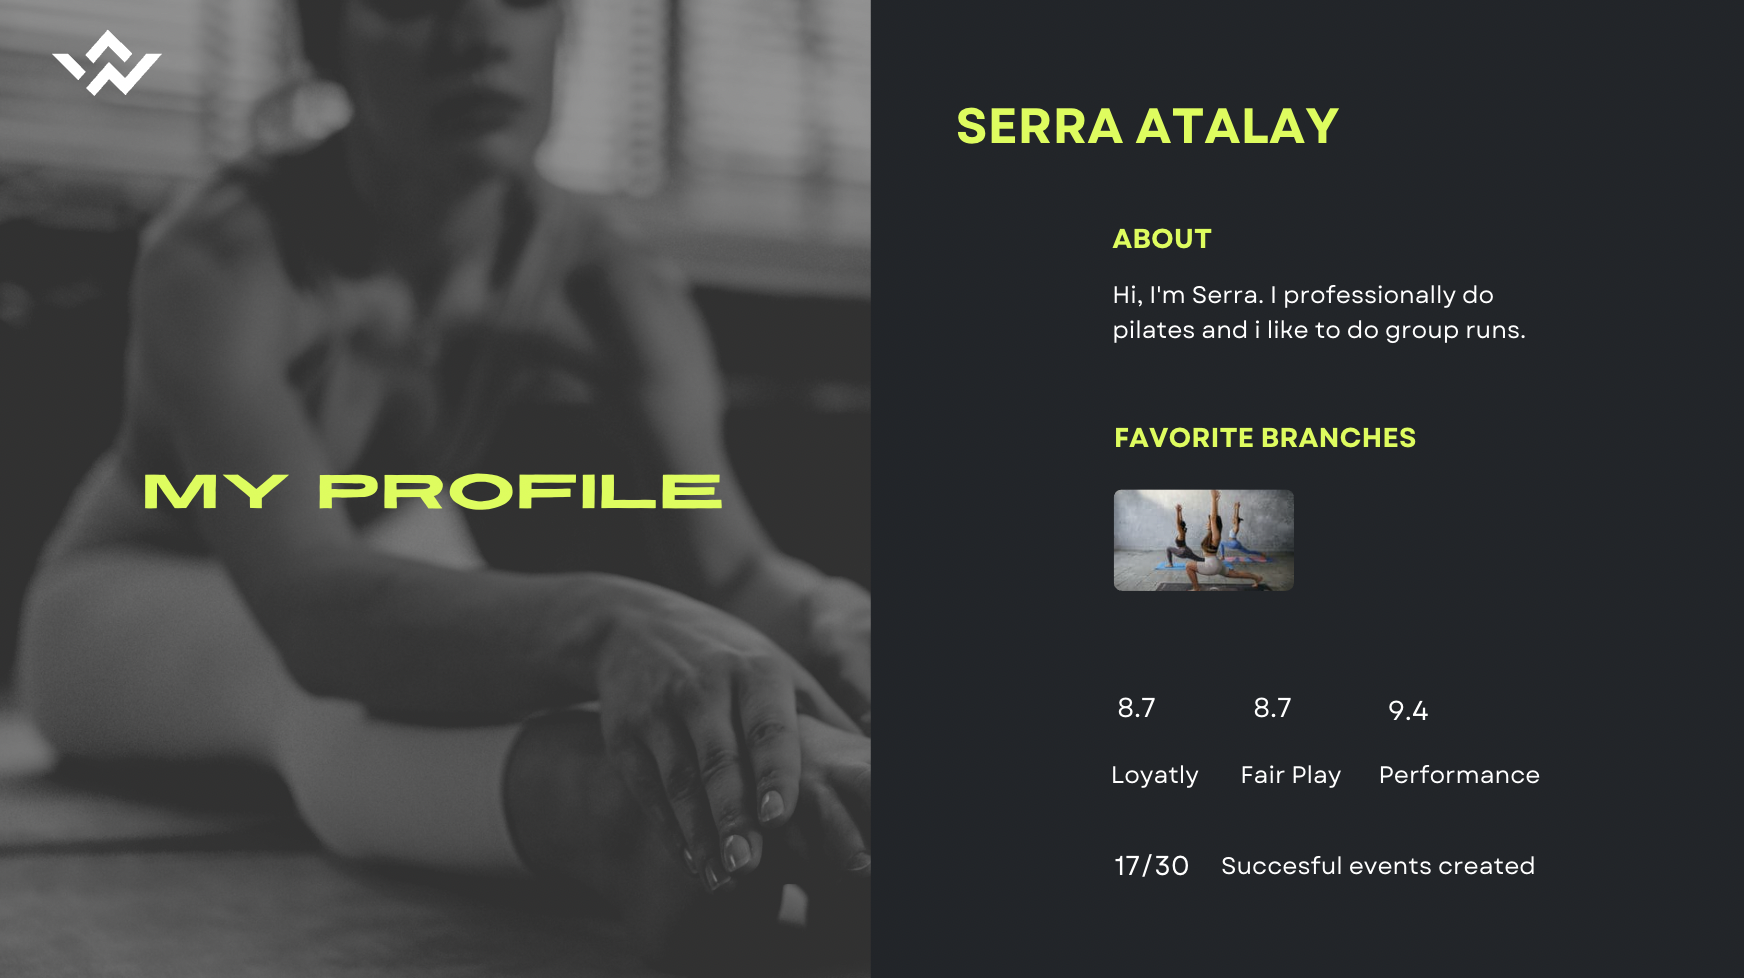 SERRA ATALAY
ABOUT
Hi, I'm Serra. I professionally do
pilates and i like to do group runs.
MY PROFILE
FAVORITE BRANCHES
8.7 8.7 9.4
Loyatly Fair Play Performance
17/30 Succesful events created